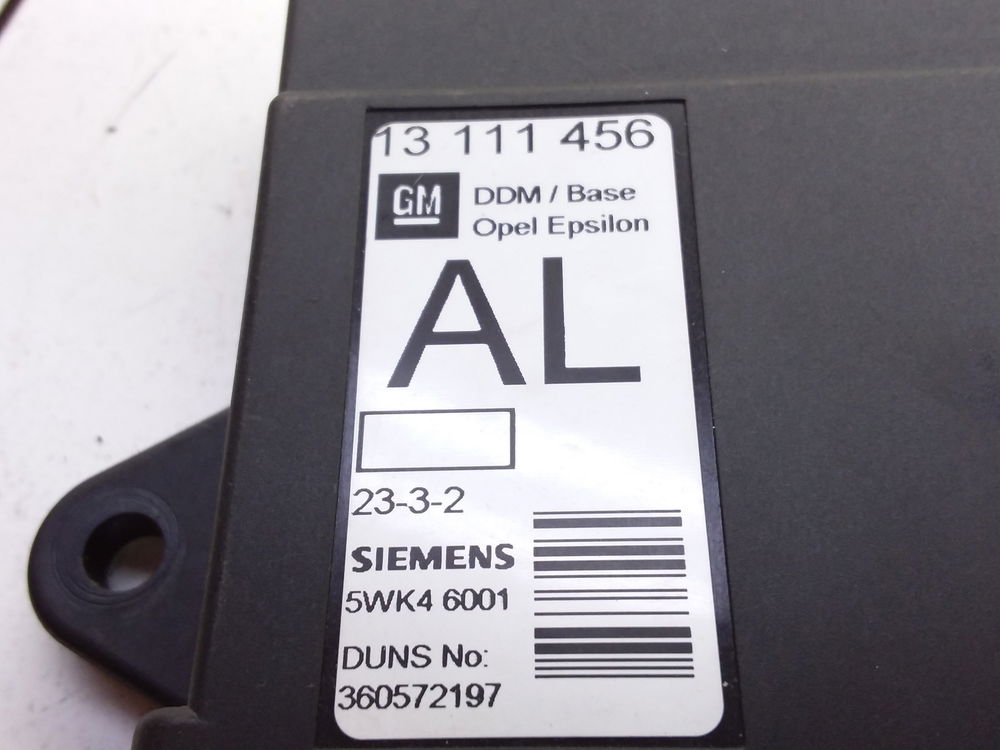 13 111 456
GM
DDM / Base
Opel Epsilon
AL
23-3-2
SIEMENS
5WK4 6001
DUNS No:
360572197